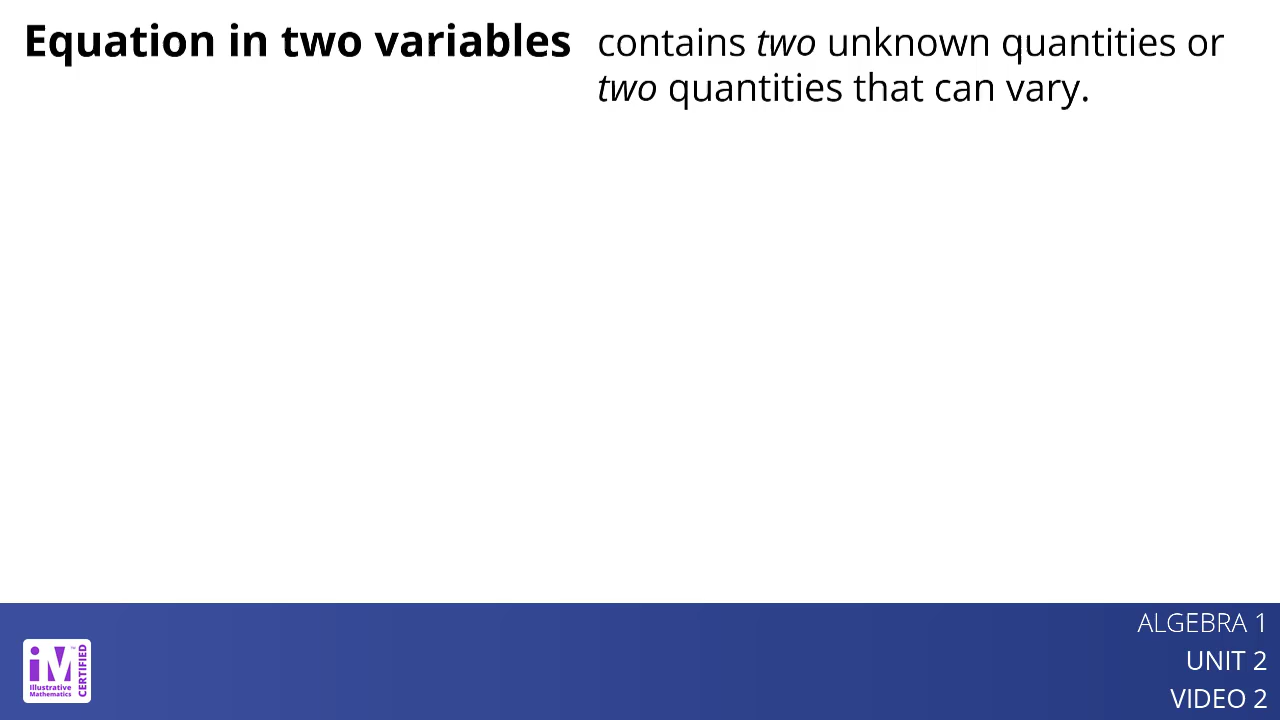 Equation in two variables contains two unknown quantities or
two quantities that can vary.
ALGEBRA 1
UNIT 2
VIDEO 2
iM
Illustrative
Mathematics
CERTIFIED